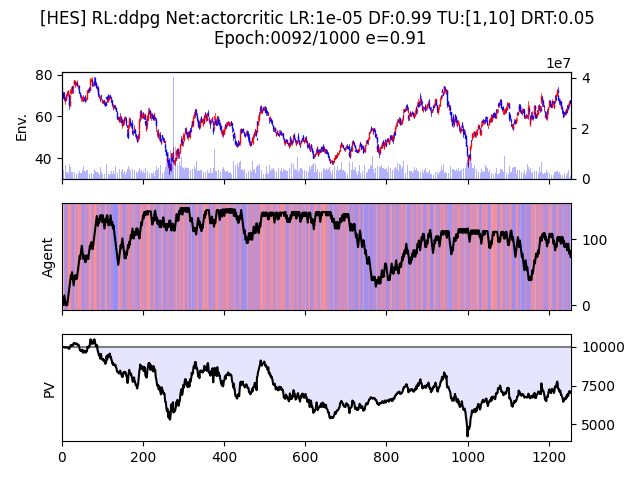 [HES] RL:ddpg Net:actorcritic LR:1e-05 DF:0.99 TU:[1,10] DRT:0.05
Epoch:0092/1000 e=0.91
1e7
80
60
40
Env.
4
2
0
Agent
100
0
PV
10000
7500
5000
0 200 400 600 800 1000 1200